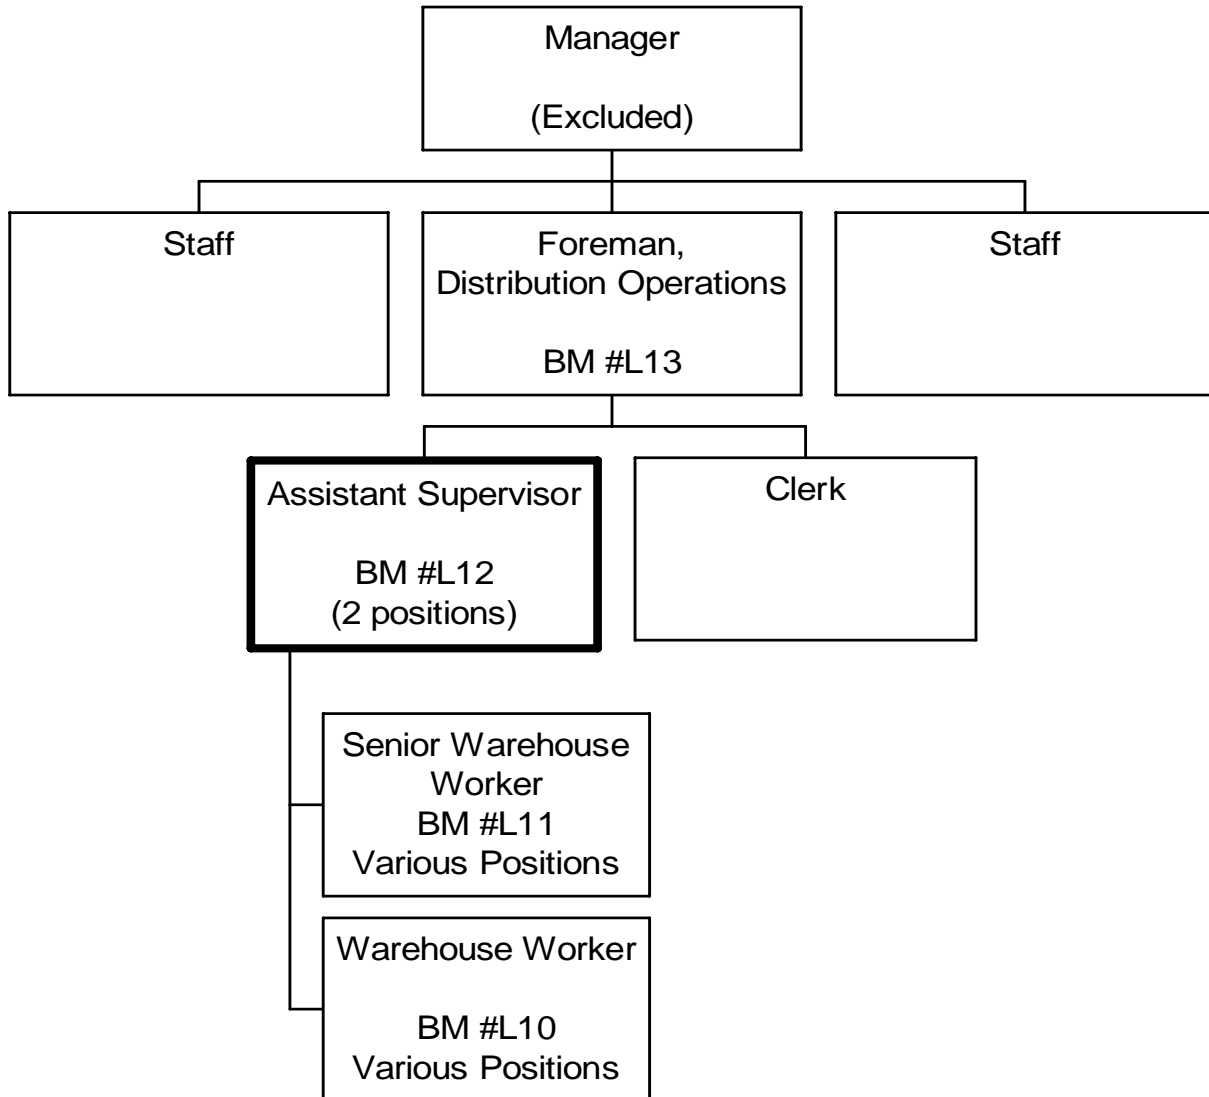 Manager
(Excluded)
Staff
Foreman,
Distribution Operations
BM #L13
Staff
Assistant Supervisor
BM #L12
(2 positions)
Clerk
Senior Warehouse
Worker
BM #L11
Various Positions
Warehouse Worker
BM #L10
Various Positions